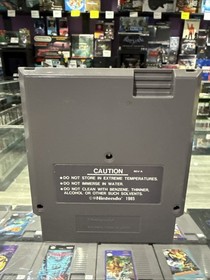 CAUTION
• DO NOT STORE IN EXTREME TEMPERATURES.
• DO NOT IMMERSE IN WATER.
• DO NOT CLEAN WITH BENZENE, THINNER,
ALCOHOL OR OTHER SUCH SOLVENTS.
Nintendo 1985